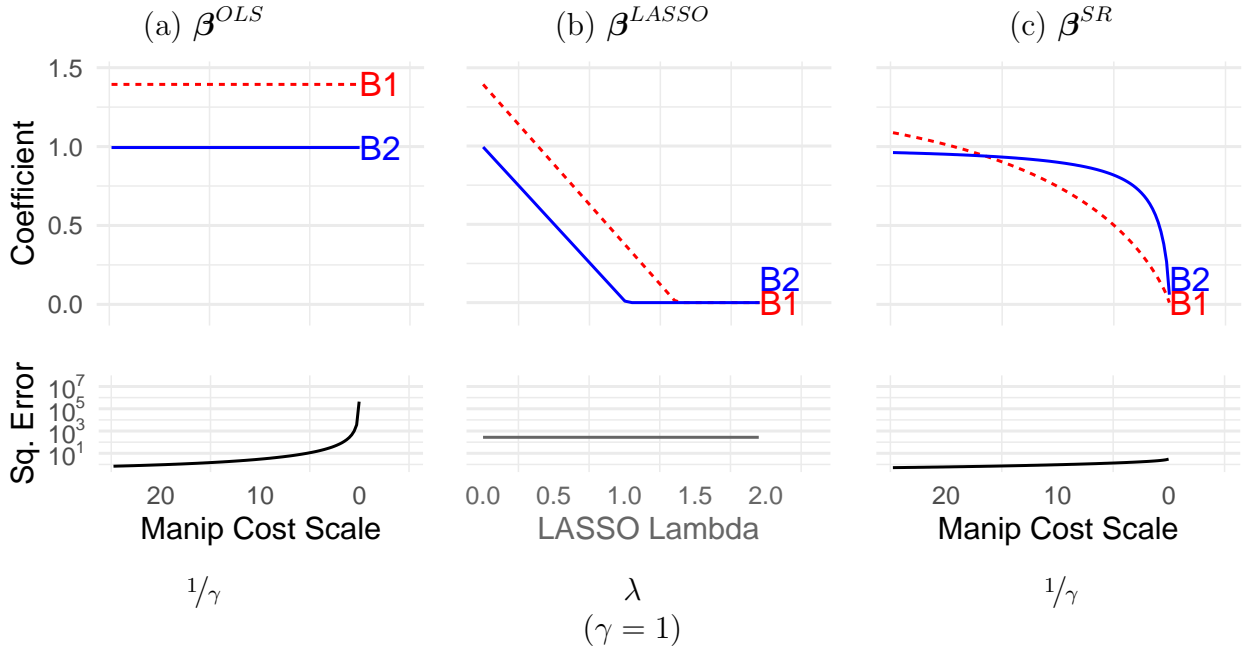 (a) β^OLS
(b) β^LASSO
(c) β^SR
Coefficient
1.5
1.0
0.5
0.0
B1
B2
B2
B1
B2
B1
Sq. Error
10^7
10^5
10^3
10^1
20 10 0
Manip Cost Scale
1/γ
0.0 0.5 1.0 1.5 2.0
LASSO Lambda
λ
(γ = 1)
20 10 0
Manip Cost Scale
1/γ